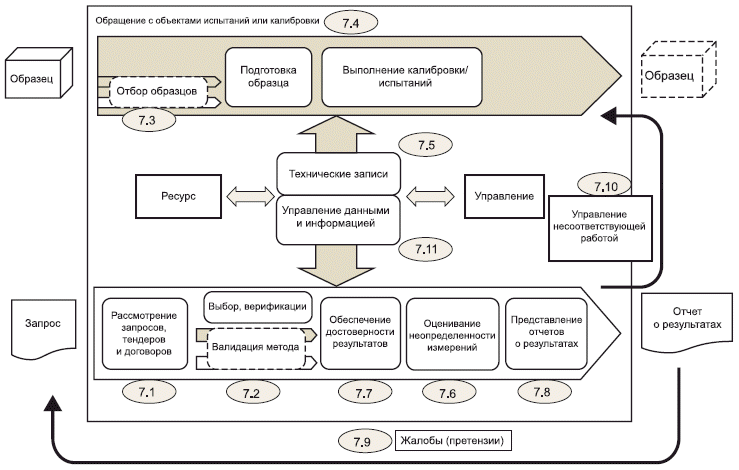 Обращение с объектами испытаний или калибровки
7.4
Образец
Отбор образцов
Подготовка
образца
Выполнение калибровки/
испытаний
Образец
7.3
7.5
Технические записи
Ресурс
Управление данными
и информацией
Управление
7.10
Управление
несоответствующей
работой
7.11
Запрос
Рассмотрение
запросов,
тендеров
и договоров
Выбор, верификации
Валидация метода
Обеспечение
достоверности
результатов
Оценивание
неопределенности
измерений
Представление
отчетов
о результатах
Отчет
о результатах
7.1
7.2
7.7
7.6
7.8
7.9
Жалобы (претензии)